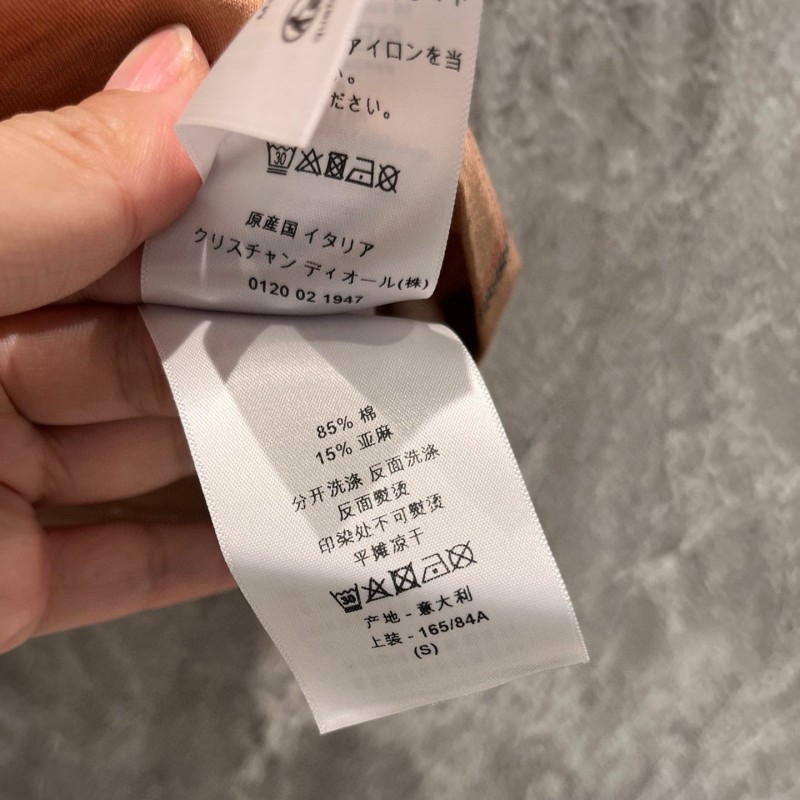 アイロンを当
い。
ださい。
30
原産国 イタリア
クリスチャン ディオール(株)
0120 02 1947
85% 棉
15% 亚麻
分开洗涤 反面洗涤
反面熨烫
印染处不可熨烫
平摊凉干
30
产地 - 意大利
上装 - 165/84A
(S)